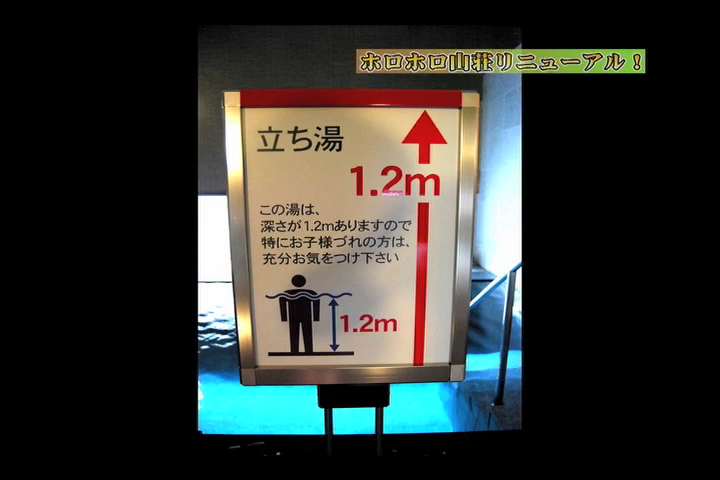 ホロホロ山荘リニューアル！
立ち湯
1.2m
この湯は、
深さが1.2mありますので
特にお子様づれの方は、
充分お気をつけ下さい
1.2m